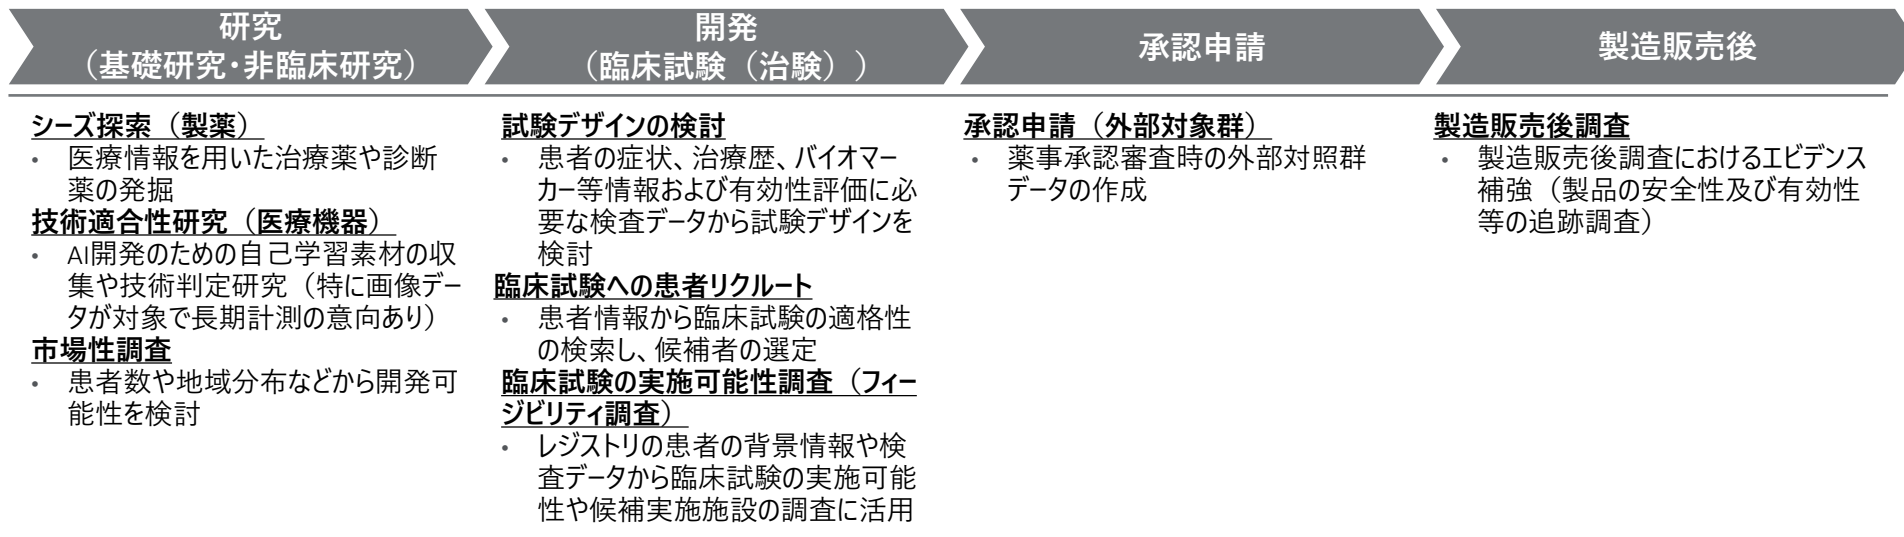 研究
（基礎研究・非臨床研究）
開発
（臨床試験（治験））
承認申請
製造販売後
シーズ探索（製薬）
• 医療情報を用いた治療薬や診断
薬の発掘
技術適合性研究（医療機器）
• AI開発のための自己学習素材の収
集や技術判定研究（特に画像デー
タが対象で長期計測の意向あり）
市場性調査
• 患者数や地域分布などから開発可
能性を検討
試験デザインの検討
• 患者の症状、治療歴、バイオマー
カー等情報および有効性評価に必
要な検査データから試験デザインを
検討
臨床試験への患者リクルート
• 患者情報から臨床試験の適格性
の検索し、候補者の選定
臨床試験の実施可能性調査（フィー
ジビリティ調査）
• レジストリの患者の背景情報や検
査データから臨床試験の実施可能
性や候補実施施設の調査に活用
承認申請（外部対象群）
• 薬事承認審査時の外部対照群
データの作成
製造販売後調査
• 製造販売後調査におけるエビデンス
補強（製品の安全性及び有効性
等の追跡調査）